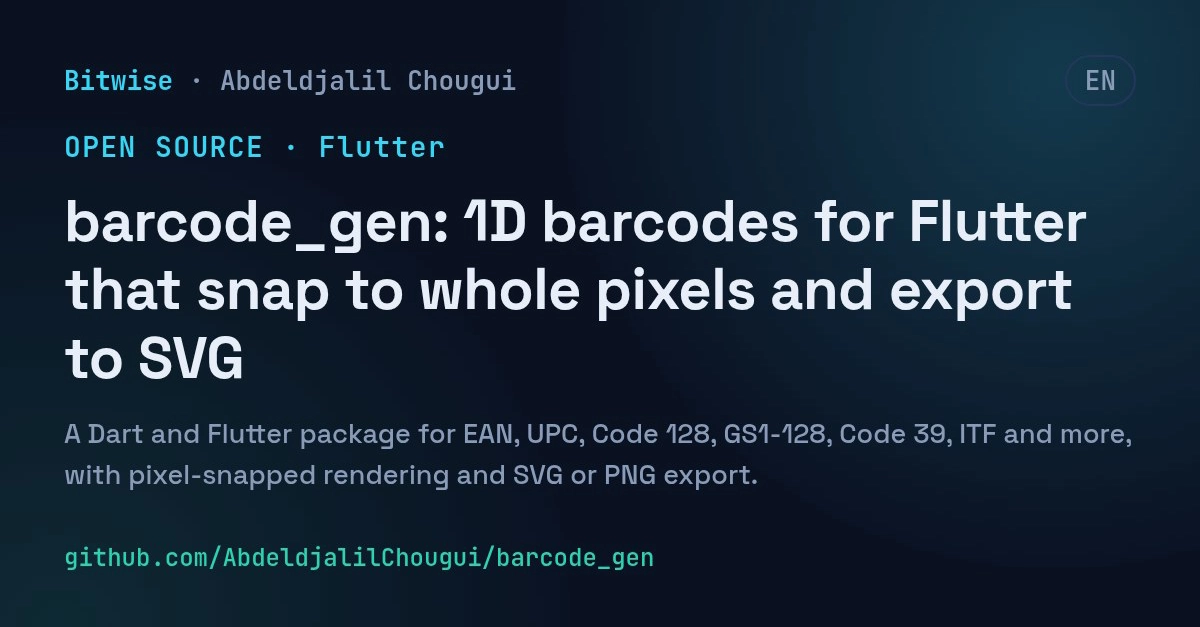 Bitwise · Abdeldjalil Chougui
EN
OPEN SOURCE · Flutter
barcode_gen: 1D barcodes for Flutter
that snap to whole pixels and export
to SVG
A Dart and Flutter package for EAN, UPC, Code 128, GS1-128, Code 39, ITF and more,
with pixel-snapped rendering and SVG or PNG export.
github.com/AbdeldjalilChougui/barcode_gen